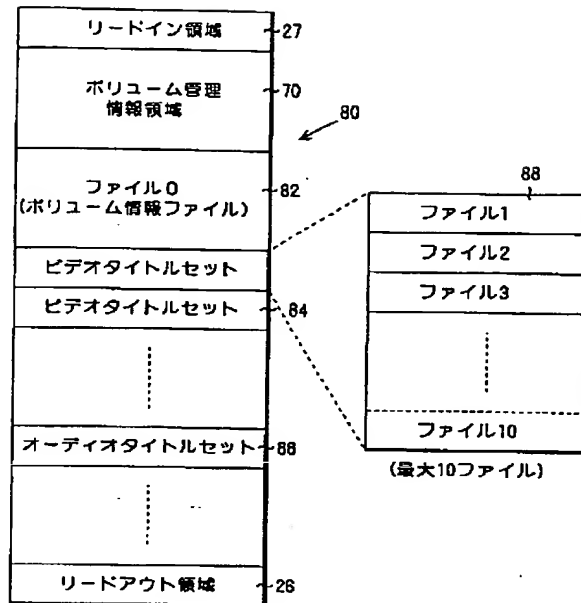 リードイン領域
27
ボリューム管理
情報領域
70
80
ファイル0
(ボリューム情報ファイル)
82
ビデオタイトルセット
ビデオタイトルセット
84
オーディオタイトルセット
86
リードアウト領域
26
88
ファイル1
ファイル2
ファイル3
ファイル10
(最大10ファイル)